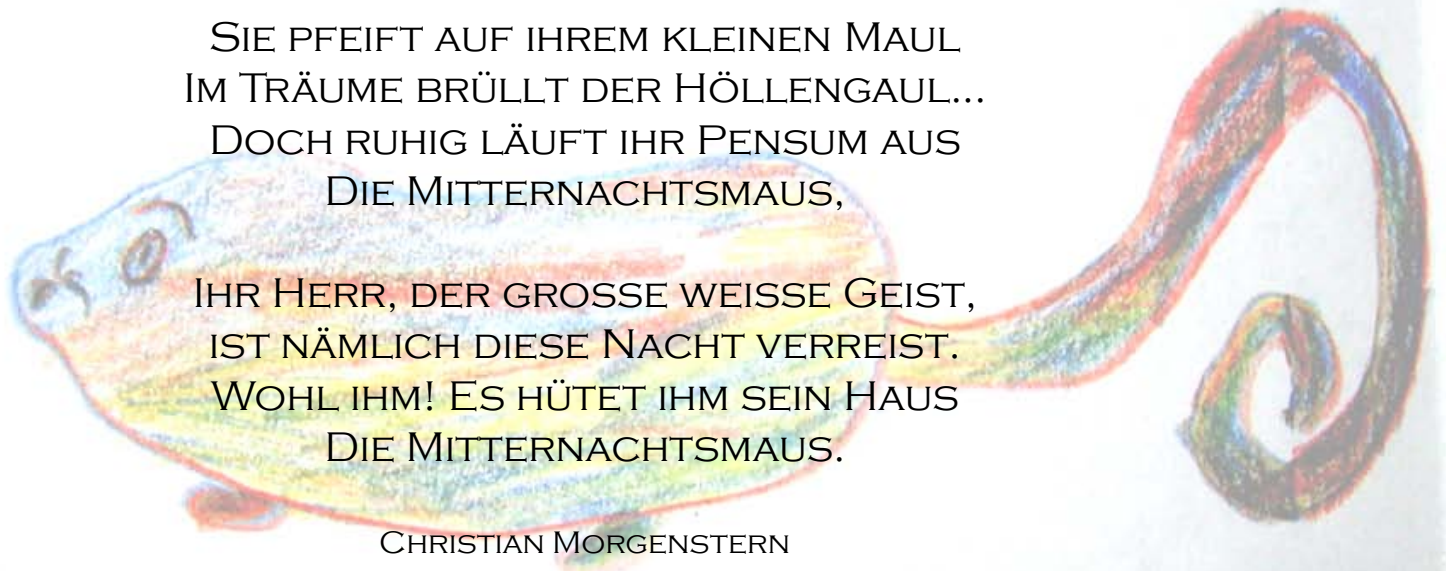 Sie pfeift auf ihrem kleinen Maul
Im Träume brüllt der Höllengaul...
Doch ruhig läuft ihr Pensum aus
Die Mitternachtsmaus,
Ihr Herr, der grosse weisse Geist,
ist nämlich diese Nacht verreist.
Wohl ihm! Es hütet ihm sein Haus
Die Mitternachtsmaus.
Christian Morgenstern